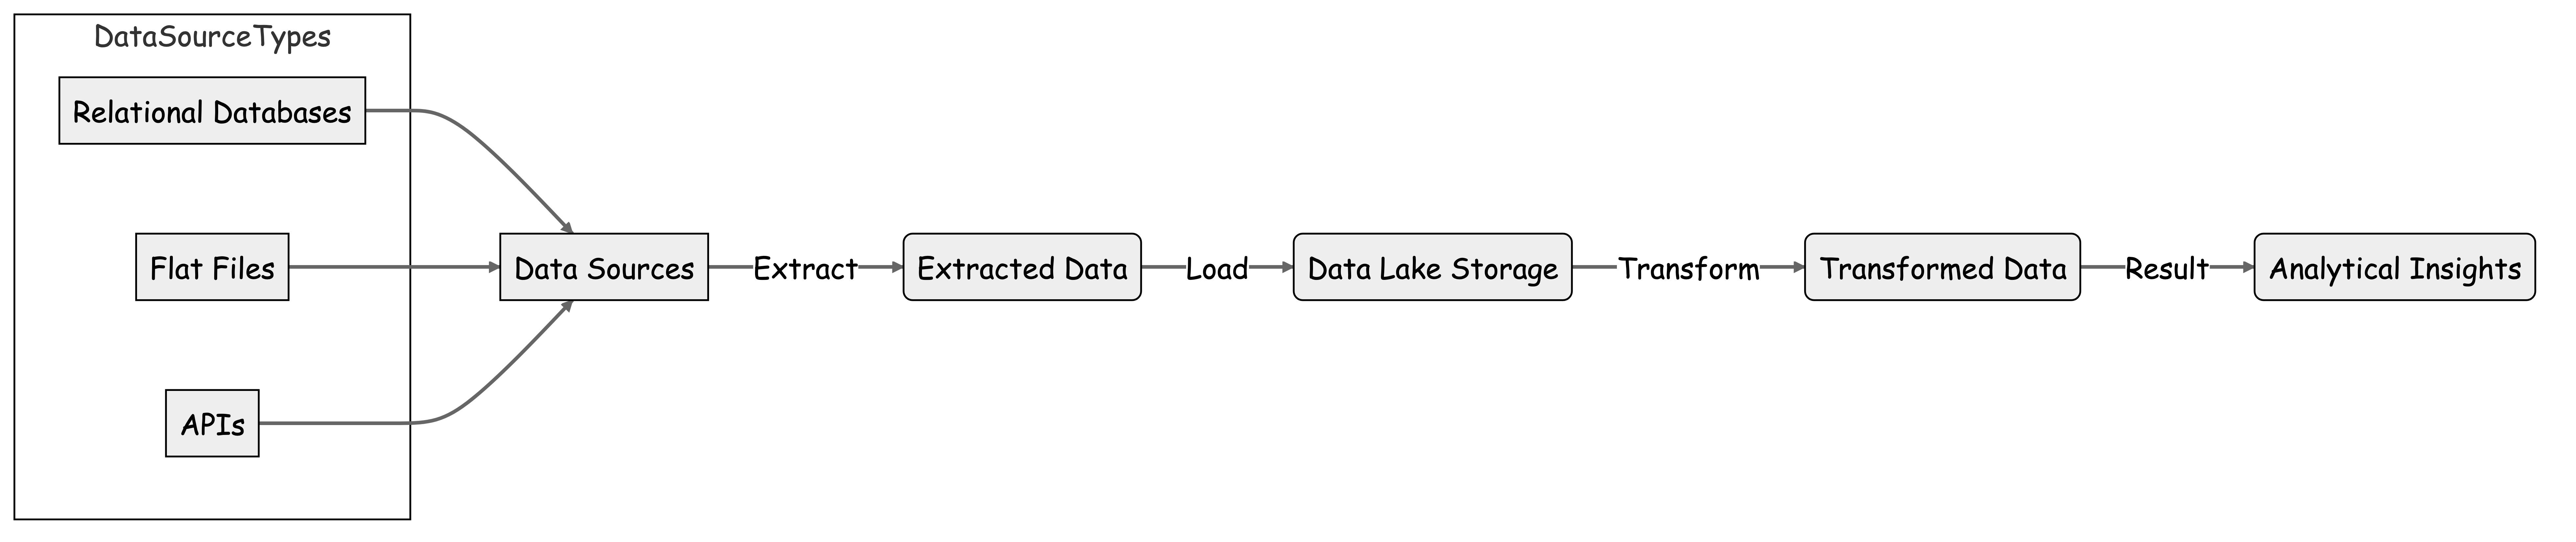 DataSourceTypes
Relational Databases
Flat Files
APIs
Data Sources
Extract
Extracted Data
Load
Data Lake Storage
Transform
Transformed Data
Result
Analytical Insights